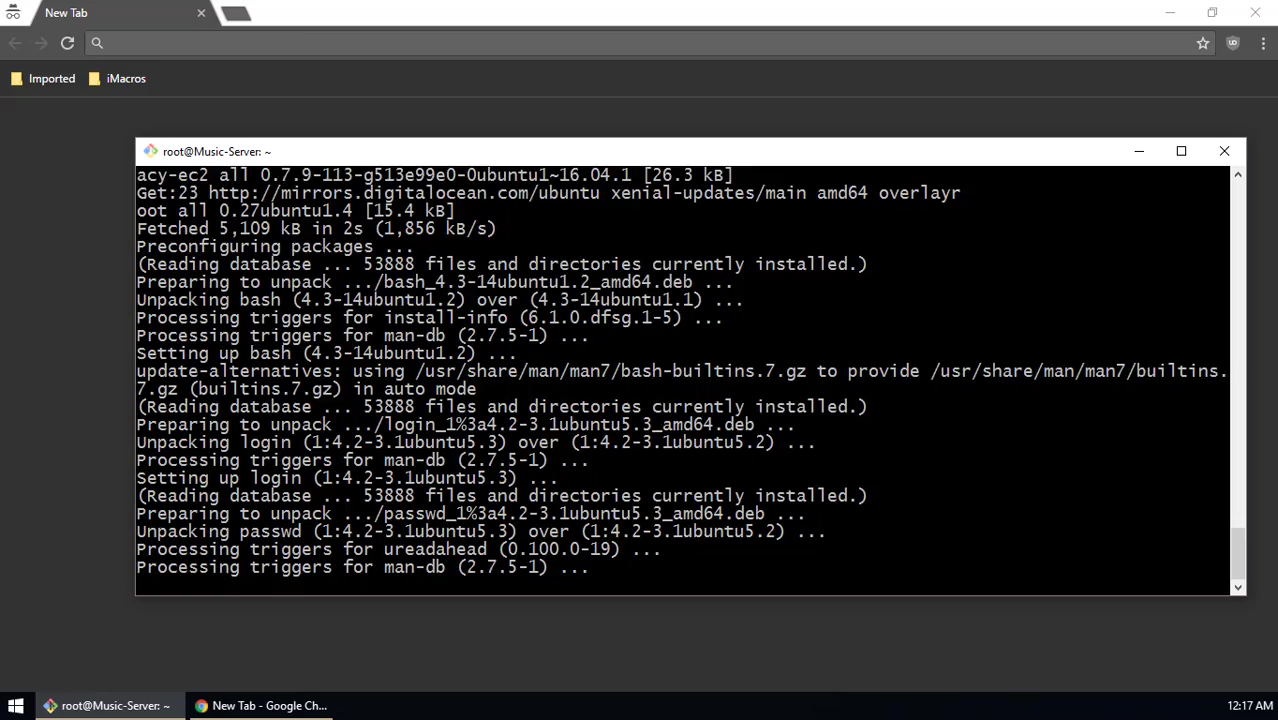 New Tab
Imported
iMacros
root@Music-Server: ~
acy-ec2 all 0.7.9-113-g513e99e0-0ubuntu1~16.04.1 [26.3 kB]
Get:23 http://mirrors.digitalocean.com/ubuntu xenial-updates/main amd64 overlayr
oot all 0.27ubuntu1.4 [15.4 kB]
Fetched 5,109 kB in 2s (1,856 kB/s)
Preconfiguring packages ...
(Reading database ... 53888 files and directories currently installed.)
Preparing to unpack .../bash_4.3-14ubuntu1.2_amd64.deb ...
Unpacking bash (4.3-14ubuntu1.2) over (4.3-14ubuntu1.1) ...
Processing triggers for install-info (6.1.0.dfsg.1-5) ...
Processing triggers for man-db (2.7.5-1) ...
Setting up bash (4.3-14ubuntu1.2) ...
update-alternatives: using /usr/share/man/man7/bash-builtins.7.gz to provide /usr/share/man/man7/builtins.
7.gz (builtins.7.gz) in auto mode
(Reading database ... 53888 files and directories currently installed.)
Preparing to unpack .../login_1%3a4.2-3.1ubuntu5.3_amd64.deb ...
Unpacking login (1:4.2-3.1ubuntu5.3) over (1:4.2-3.1ubuntu5.2) ...
Processing triggers for man-db (2.7.5-1) ...
Setting up login (1:4.2-3.1ubuntu5.3) ...
(Reading database ... 53888 files and directories currently installed.)
Preparing to unpack .../passwd_1%3a4.2-3.1ubuntu5.3_amd64.deb ...
Unpacking passwd (1:4.2-3.1ubuntu5.3) over (1:4.2-3.1ubuntu5.2) ...
Processing triggers for ureadahead (0.100.0-19) ...
Processing triggers for man-db (2.7.5-1) ...
root@Music-Server: ~
New Tab - Google Ch...
12:17 AM